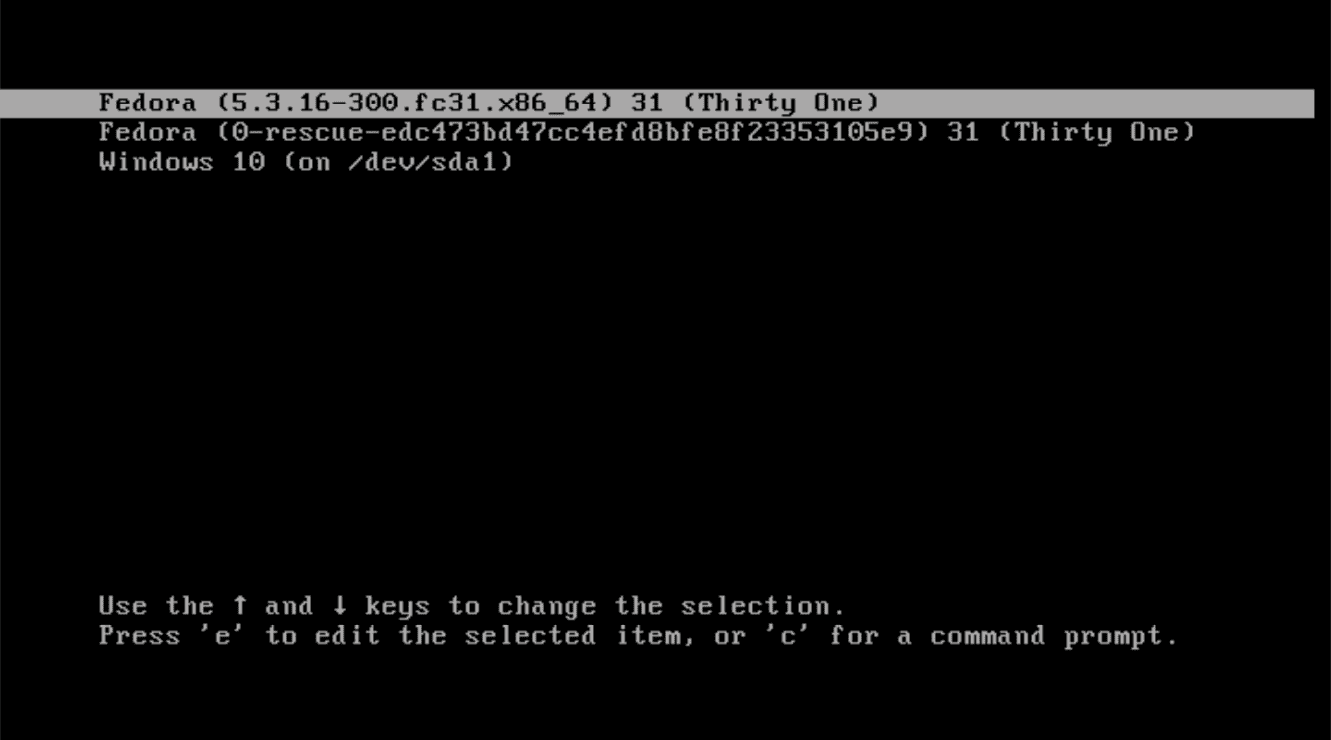 Fedora (5.3.16-300.fc31.x86_64) 31 (Thirty One)
Fedora (0-rescue-edc473bd47cc4efd8bfe8f23353105e9) 31 (Thirty One)
Windows 10 (on /dev/sda1)
Use the ↑ and ↓ keys to change the selection.
Press 'e' to edit the selected item, or 'c' for a command prompt.